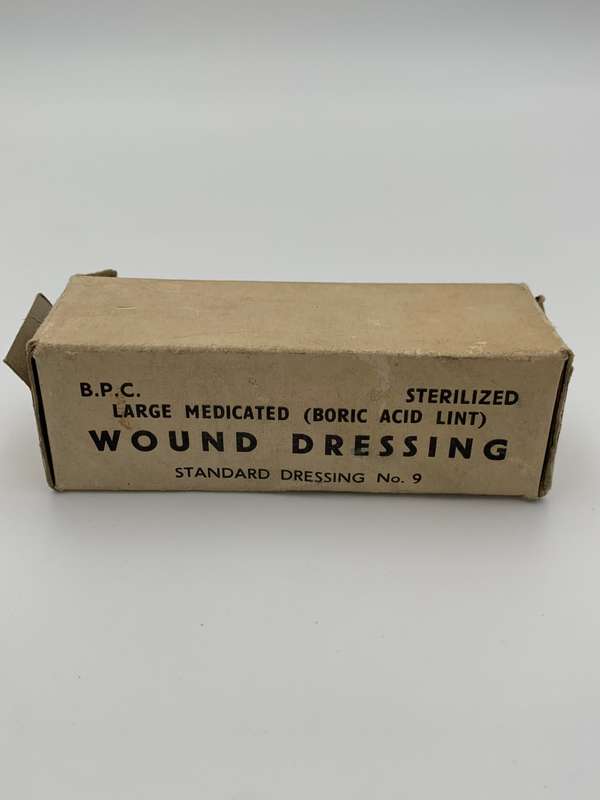 B.P.C. STERILIZED
LARGE MEDICATED (BORIC ACID LINT)
WOUND DRESSING
STANDARD DRESSING No. 9